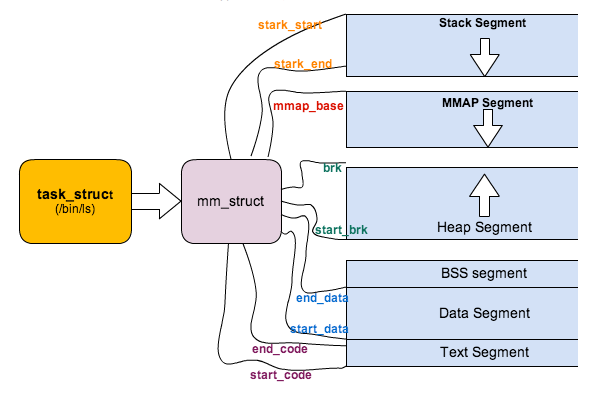 stark_start
Stack Segment
stark_end
mmap_base
MMAP Segment
brk
task_struct
(/bin/ls)
mm_struct
start_brk
Heap Segment
BSS segment
end_data
Data Segment
start_data
end_code
Text Segment
start_code